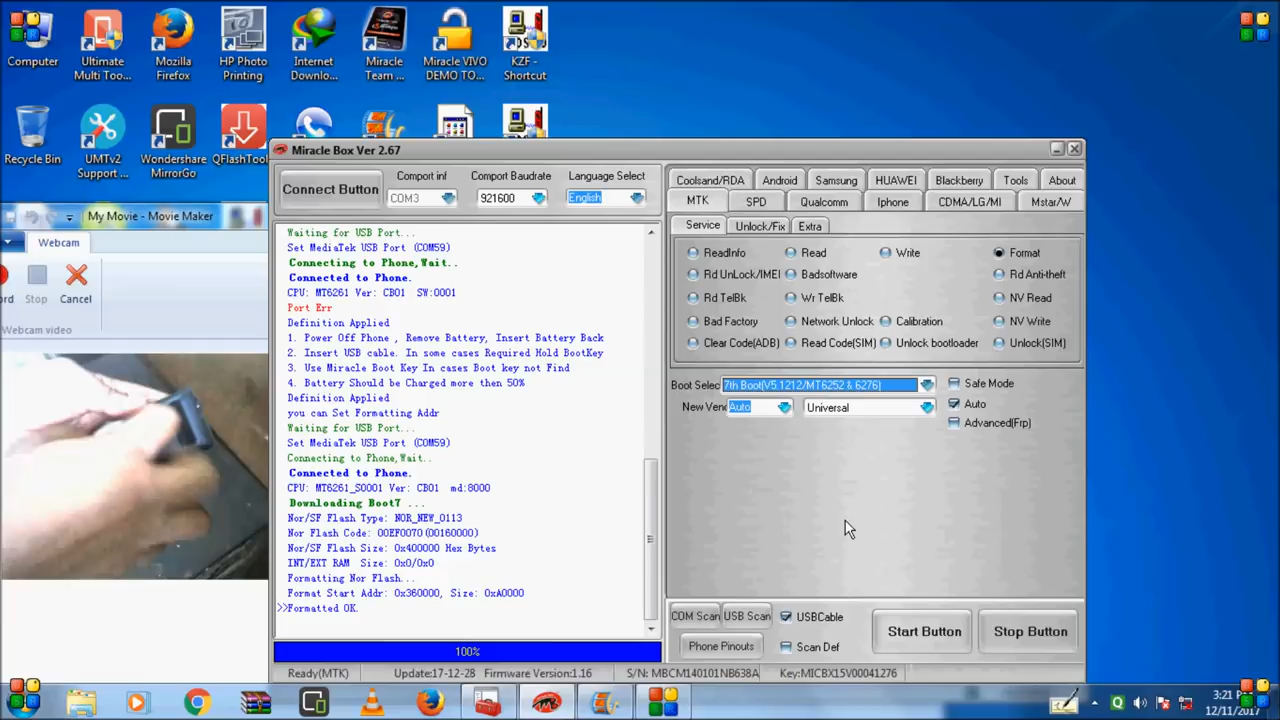 Computer
Ultimate
Multi Too...
Mozilla
Firefox
HP Photo
Printing
Internet
Downlo...
Miracle
Team ...
Miracle VIVO
DEMO TO...
KZF -
Shortcut
Recycle Bin
UMTv2
Support ...
Wondershare
MirrorGo
QFlashTool
My Movie - Movie Maker
Webcam
ord
Stop
Cancel
Webcam video
Miracle Box Ver 2.67
Connect Button
Comport inf
COM3
Comport Baudrate
921600
Language Select
English
Waiting for USB Port...
Set MediaTek USB Port (COM59)
Connecting to Phone,Wait..
Connected to Phone.
CPU: MT6261 Ver: CB01 SW:0001
Port Err
Definition Applied
1. Power Off Phone , Remove Battery, Insert Battery Back
2. Insert USB cable. In some cases Required Hold BootKey
3. Use Miracle Boot Key In cases Boot key not Find
4. Battery Should be Charged more then 50%
Definition Applied
you can Set Formatting Addr
Waiting for USB Port...
Set MediaTek USB Port (COM59)
Connecting to Phone,Wait..
Connected to Phone.
CPU: MT6261_S0001 Ver: CB01 md:8000
Downloading Boot7 ...
Nor/SF Flash Type: NOR_NEW_0113
Nor Flash Code: 00EF0070(00160000)
Nor/SF Flash Size: 0x400000 Hex Bytes
INT/EXT RAM Size: 0x0/0x0
Formatting Nor Flash...
Format Start Addr: 0x360000, Size: 0xA0000
>>Formatted OK.
100%
Coolsand/RDA Android Samsung HUAWEI Blackberry Tools About
MTK SPD Qualcomm Iphone CDMA/LG/MI Mstar/W
Service Unlock/Fix Extra
ReadInfo Read Write Format
Rd UnLock/IMEI Badsoftware Rd Anti-theft
Rd TelBk Wr TelBk NV Read
Bad Factory Network Unlock Calibration NV Write
Clear Code(ADB) Read Code(SIM) Unlock bootloader Unlock(SIM)
Boot Selec 7th Boot(V5.1212/MT6252 & 6276) Safe Mode
New Ven Auto Universal Auto
Advanced(Frp)
COM Scan USB Scan USBCable
Phone Pinouts Scan Def
Start Button Stop Button
Ready(MTK) Update:17-12-28 Firmware Version:1.16 S/N: MBCM140101NB638A Key:MICBX15V00041276
3:21 P
12/11/2017